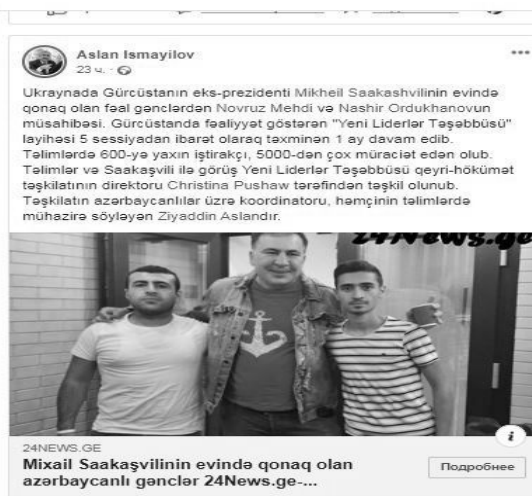 Aslan Ismayilov
23 ч.
Ukraynada Gürcüstanın eks-prezidenti Mikheil Saakashvilinin evində
qonaq olan fəal gənclərdən Novruz Mehdi və Nashir Ordukhanovun
müsahibəsi. Gürcüstanda fəaliyyət göstərən "Yeni Liderlər Təşəbbüsü"
layihəsi 5 sessiyadan ibarət olaraq təxminən 1 ay davam edib.
Təlimlərdə 600-yə yaxın iştirakçı, 5000-dən çox müraciət edən olub.
Təlimlər və Saakaşvili ilə görüş Yeni Liderlər Təşəbbüsü qeyri-hökümət
təşkilatının direktoru Christina Pushaw tərəfindən təşkil olunub.
Təşkilatın azərbaycanlılar üzrə koordinatoru, həmçinin təlimlərdə
mühazirə söyləyən Ziyaddin Aslandır.
24News.ge
24NEWS.GE
Mixail Saakaşvilinin evində qonaq olan
azərbaycanlı gənclər 24News.ge-...
Подробнее